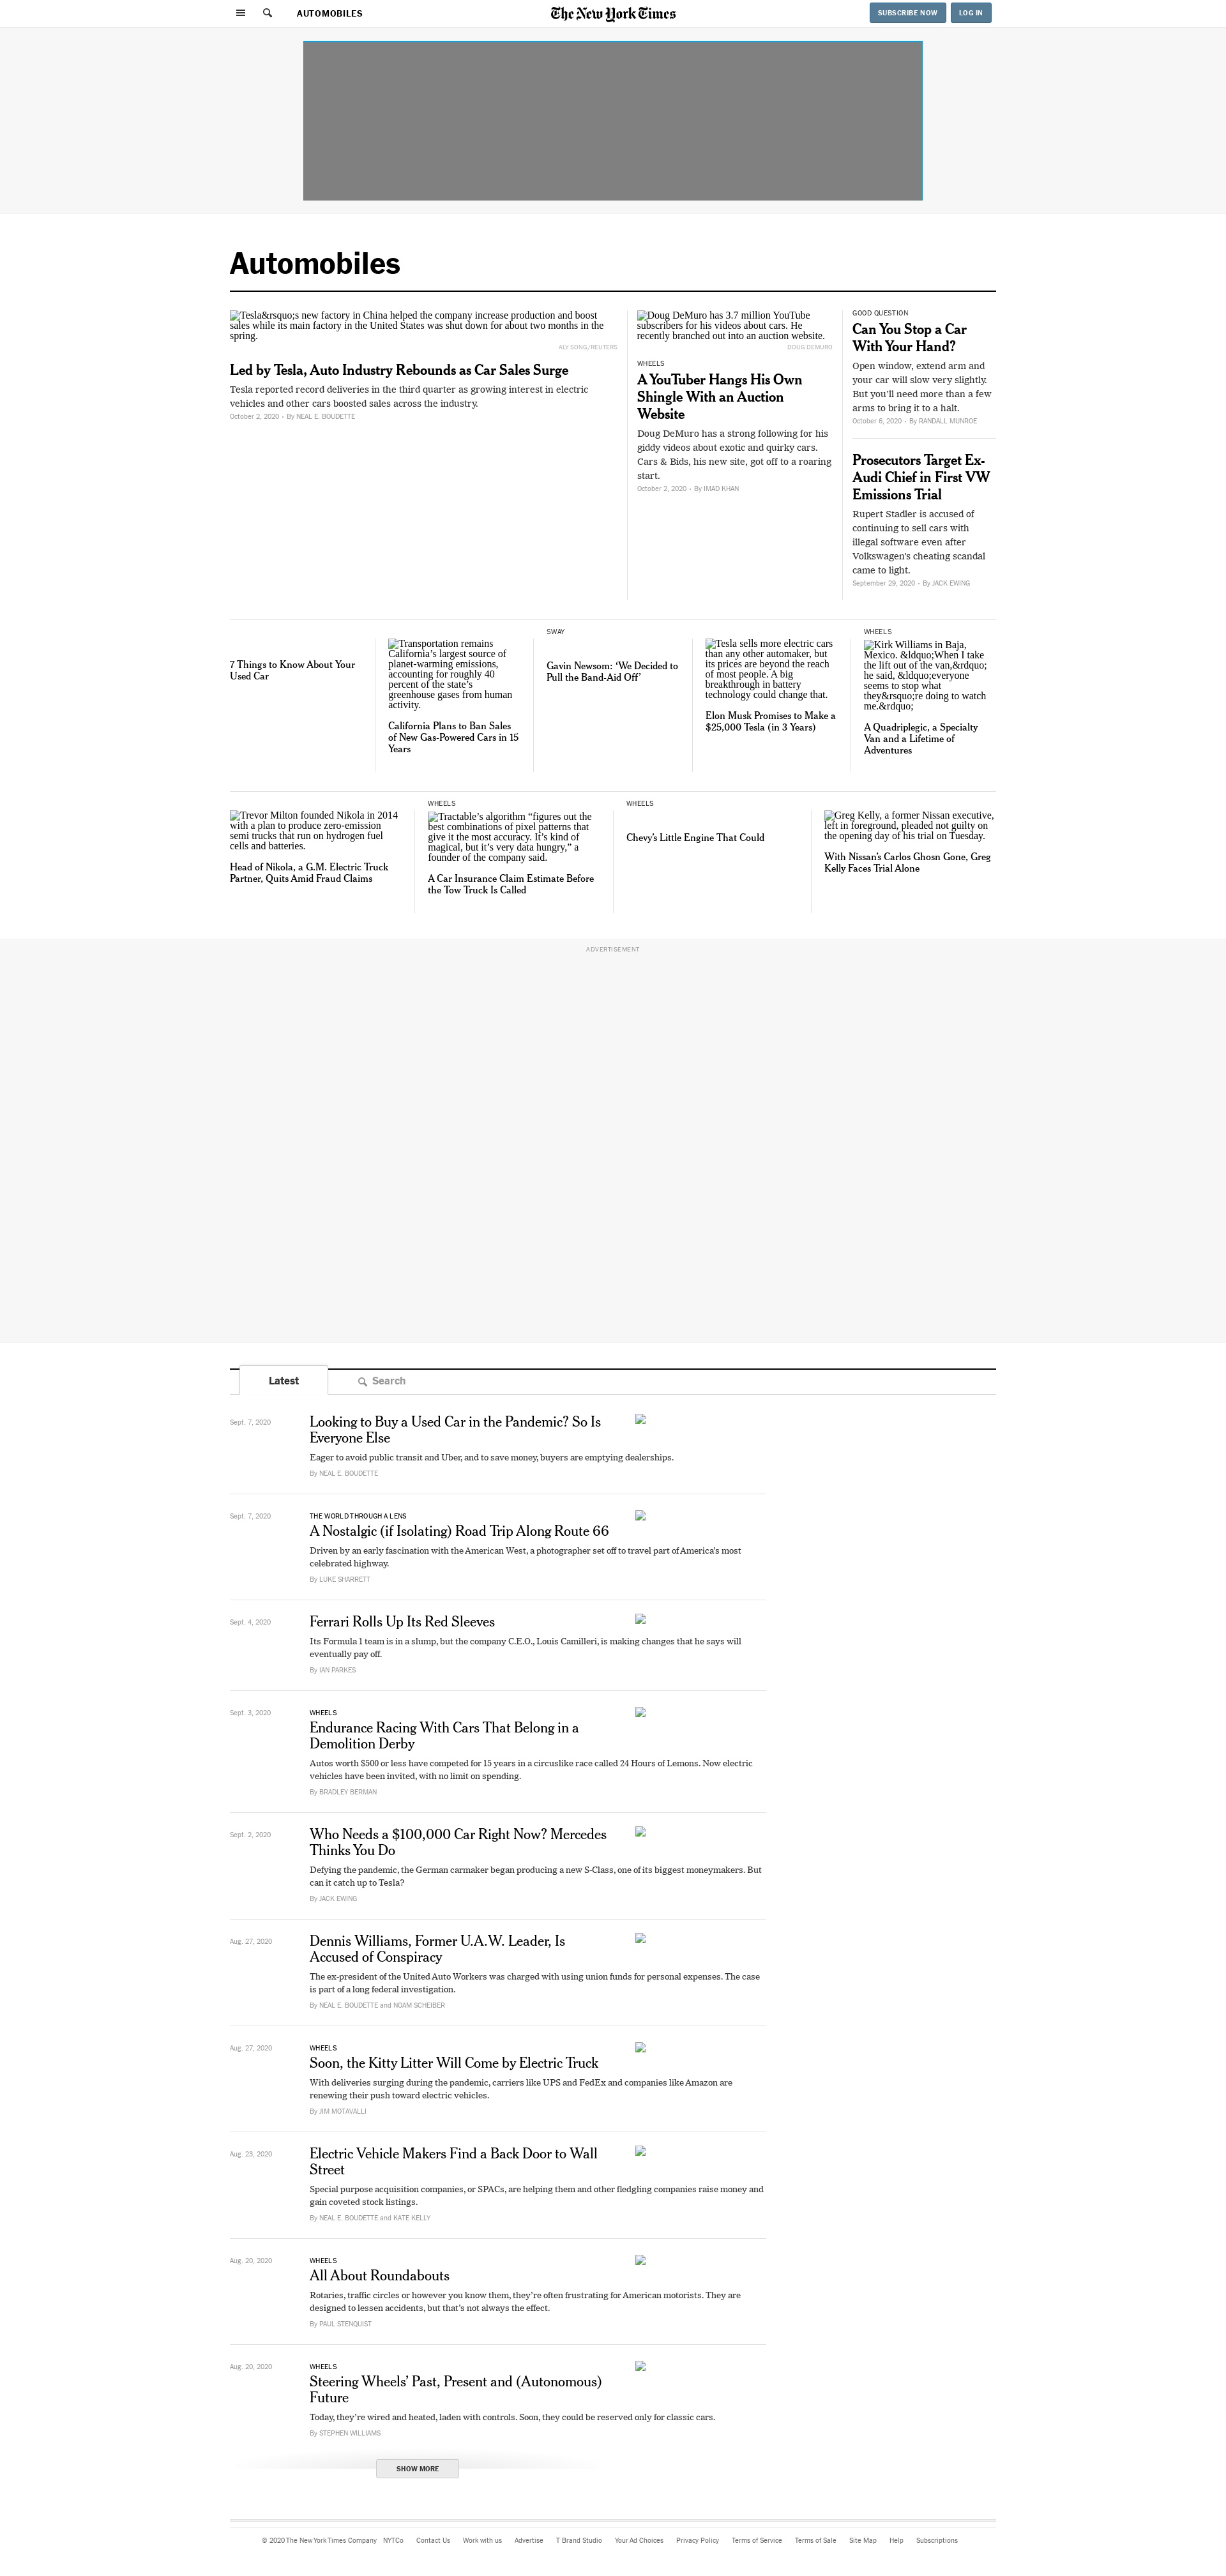 AUTOMOBILES
The New York Times
SUBSCRIBE NOW
LOG IN
Automobiles
Tesla&rsquo;s new factory in China helped the company increase production and boost
sales while its main factory in the United States was shut down for about two months in the
spring.
ALY SONG/REUTERS
Led by Tesla, Auto Industry Rebounds as Car Sales Surge
Tesla reported record deliveries in the third quarter as growing interest in electric
vehicles and other cars boosted sales across the industry.
October 2, 2020 - By NEAL E. BOUDETTE
Doug DeMuro has 3.7 million YouTube
subscribers for his videos about cars. He
recently branched out into an auction website.
DOUG DEMURO
WHEELS
A YouTuber Hangs His Own
Shingle With an Auction
Website
Doug DeMuro has a strong following for his
giddy videos about exotic and quirky cars.
Cars & Bids, his new site, got off to a roaring
start.
October 2, 2020 - By IMAD KHAN
GOOD QUESTION
Can You Stop a Car
With Your Hand?
Open window, extend arm and
your car will slow very slightly.
But you’ll need more than a few
arms to bring it to a halt.
October 6, 2020 - By RANDALL MUNROE
Prosecutors Target Ex-
Audi Chief in First VW
Emissions Trial
Rupert Stadler is accused of
continuing to sell cars with
illegal software even after
Volkswagen’s cheating scandal
came to light.
September 29, 2020 - By JACK EWING
7 Things to Know About Your
Used Car
Transportation remains
California’s largest source of
planet-warming emissions,
accounting for roughly 40
percent of the state’s
greenhouse gases from human
activity.
California Plans to Ban Sales
of New Gas-Powered Cars in 15
Years
SWAY
Gavin Newsom: ‘We Decided to
Pull the Band-Aid Off’
Tesla sells more electric cars
than any other automaker, but
its prices are beyond the reach
of most people. A big
breakthrough in battery
technology could change that.
Elon Musk Promises to Make a
$25,000 Tesla (in 3 Years)
WHEELS
Kirk Williams in Baja,
Mexico. &ldquo;When I take
the lift out of the van,&rdquo;
he said, &ldquo;everyone
seems to stop what
they&rsquo;re doing to watch
me.&rdquo;
A Quadriplegic, a Specialty
Van and a Lifetime of
Adventures
Trevor Milton founded Nikola in 2014
with a plan to produce zero-emission
semi trucks that run on hydrogen fuel
cells and batteries.
Head of Nikola, a G.M. Electric Truck
Partner, Quits Amid Fraud Claims
WHEELS
Tractable’s algorithm “figures out the
best combinations of pixel patterns that
give it the most accuracy. It’s kind of
magical, but it’s very data hungry,” a
founder of the company said.
A Car Insurance Claim Estimate Before
the Tow Truck Is Called
WHEELS
Chevy’s Little Engine That Could
Greg Kelly, a former Nissan executive,
left in foreground, pleaded not guilty on
the opening day of his trial on Tuesday.
With Nissan’s Carlos Ghosn Gone, Greg
Kelly Faces Trial Alone
ADVERTISEMENT
Latest
Search
Sept. 7, 2020
Looking to Buy a Used Car in the Pandemic? So Is
Everyone Else
Eager to avoid public transit and Uber, and to save money, buyers are emptying dealerships.
By NEAL E. BOUDETTE
Sept. 7, 2020
THE WORLD THROUGH A LENS
A Nostalgic (if Isolating) Road Trip Along Route 66
Driven by an early fascination with the American West, a photographer set off to travel part of America’s most
celebrated highway.
By LUKE SHARRETT
Sept. 4, 2020
Ferrari Rolls Up Its Red Sleeves
Its Formula 1 team is in a slump, but the company C.E.O., Louis Camilleri, is making changes that he says will
eventually pay off.
By IAN PARKES
Sept. 3, 2020
WHEELS
Endurance Racing With Cars That Belong in a
Demolition Derby
Autos worth $500 or less have competed for 15 years in a circuslike race called 24 Hours of Lemons. Now electric
vehicles have been invited, with no limit on spending.
By BRADLEY BERMAN
Sept. 2, 2020
Who Needs a $100,000 Car Right Now? Mercedes
Thinks You Do
Defying the pandemic, the German carmaker began producing a new S-Class, one of its biggest moneymakers. But
can it catch up to Tesla?
By JACK EWING
Aug. 27, 2020
Dennis Williams, Former U.A.W. Leader, Is
Accused of Conspiracy
The ex-president of the United Auto Workers was charged with using union funds for personal expenses. The case
is part of a long federal investigation.
By NEAL E. BOUDETTE and NOAM SCHEIBER
Aug. 27, 2020
WHEELS
Soon, the Kitty Litter Will Come by Electric Truck
With deliveries surging during the pandemic, carriers like UPS and FedEx and companies like Amazon are
renewing their push toward electric vehicles.
By JIM MOTAVALLI
Aug. 23, 2020
Electric Vehicle Makers Find a Back Door to Wall
Street
Special purpose acquisition companies, or SPACs, are helping them and other fledgling companies raise money and
gain coveted stock listings.
By NEAL E. BOUDETTE and KATE KELLY
Aug. 20, 2020
WHEELS
All About Roundabouts
Rotaries, traffic circles or however you know them, they’re often frustrating for American motorists. They are
designed to lessen accidents, but that’s not always the effect.
By PAUL STENQUIST
Aug. 20, 2020
WHEELS
Steering Wheels’ Past, Present and (Autonomous)
Future
Today, they’re wired and heated, laden with controls. Soon, they could be reserved only for classic cars.
By STEPHEN WILLIAMS
SHOW MORE
© 2020 The New York Times Company NYTCo Contact Us Work with us Advertise T Brand Studio Your Ad Choices Privacy Policy Terms of Service Terms of Sale Site Map Help Subscriptions